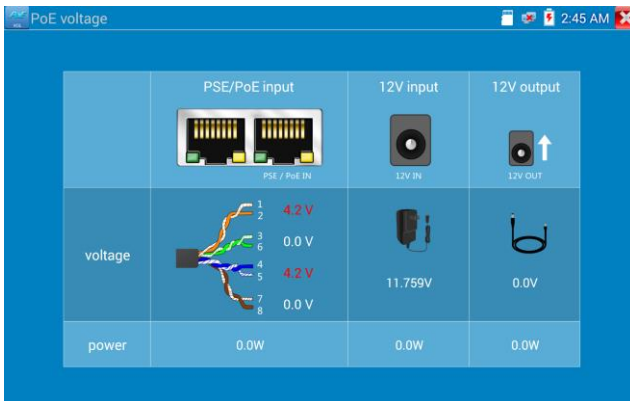 PoE voltage
2:45 AM
PSE/PoE input
12V input
12V output
PSE / PoE IN
12V IN
12V OUT
voltage
1
2
4.2 V
3
6
0.0 V
4
5
4.2 V
7
8
0.0 V
11.759V
0.0V
power
0.0W
0.0W
0.0W